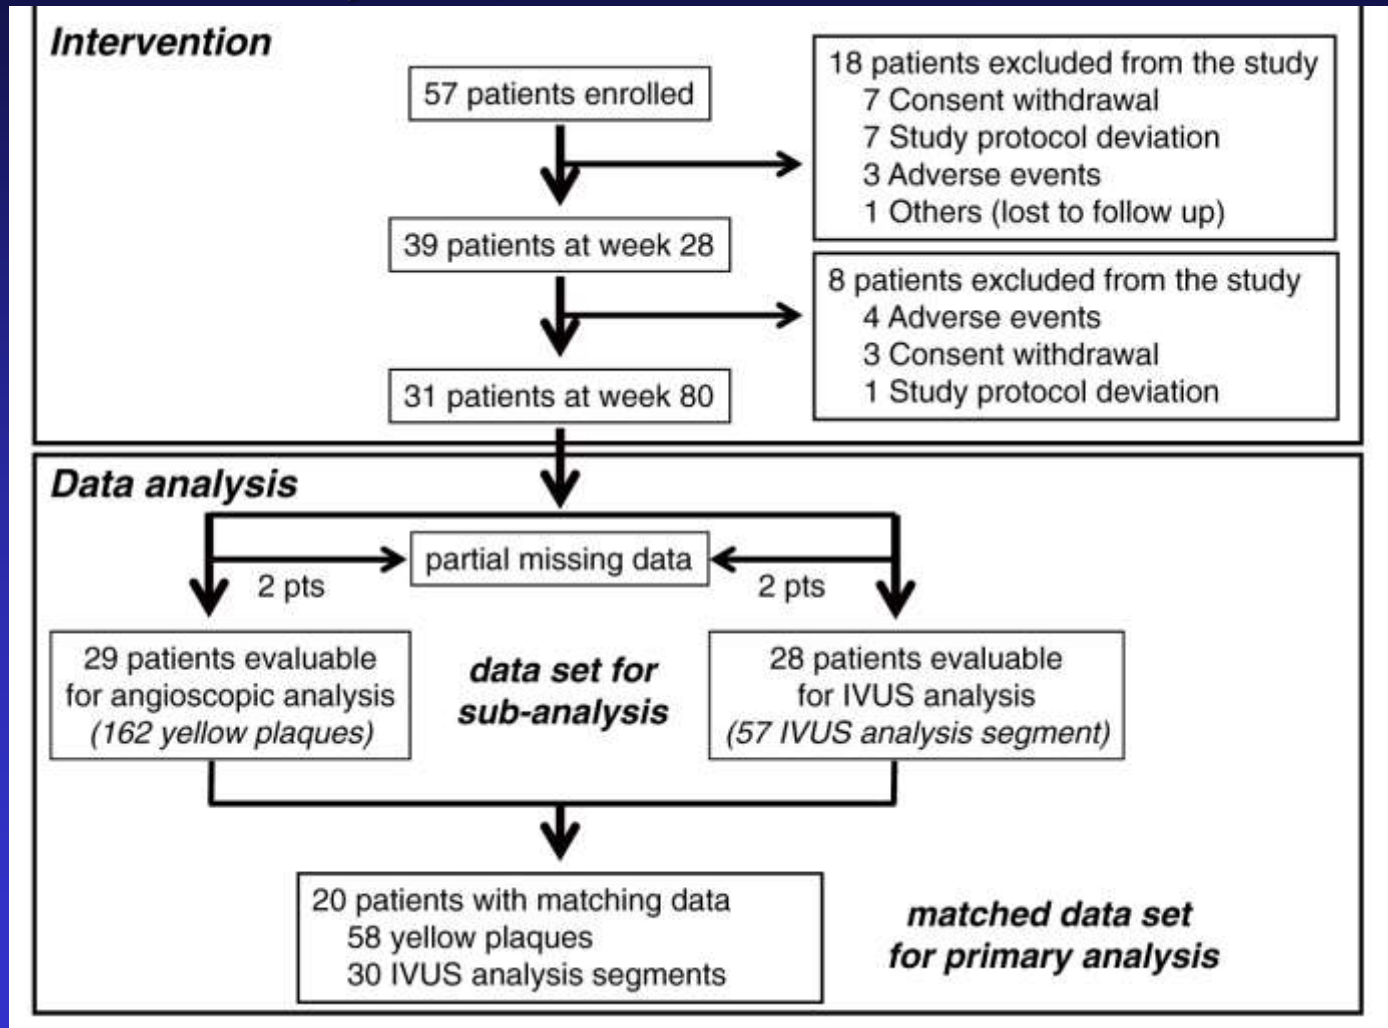 Intervention
57 patients enrolled
18 patients excluded from the study
7 Consent withdrawal
7 Study protocol deviation
3 Adverse events
1 Others (lost to follow up)
39 patients at week 28
8 patients excluded from the study
4 Adverse events
3 Consent withdrawal
1 Study protocol deviation
31 patients at week 80
Data analysis
partial missing data
2 pts
2 pts
29 patients evaluable
for angioscopic analysis
(162 yellow plaques)
data set for
sub-analysis
28 patients evaluable
for IVUS analysis
(57 IVUS analysis segment)
20 patients with matching data
58 yellow plaques
30 IVUS analysis segments
matched data set
for primary analysis